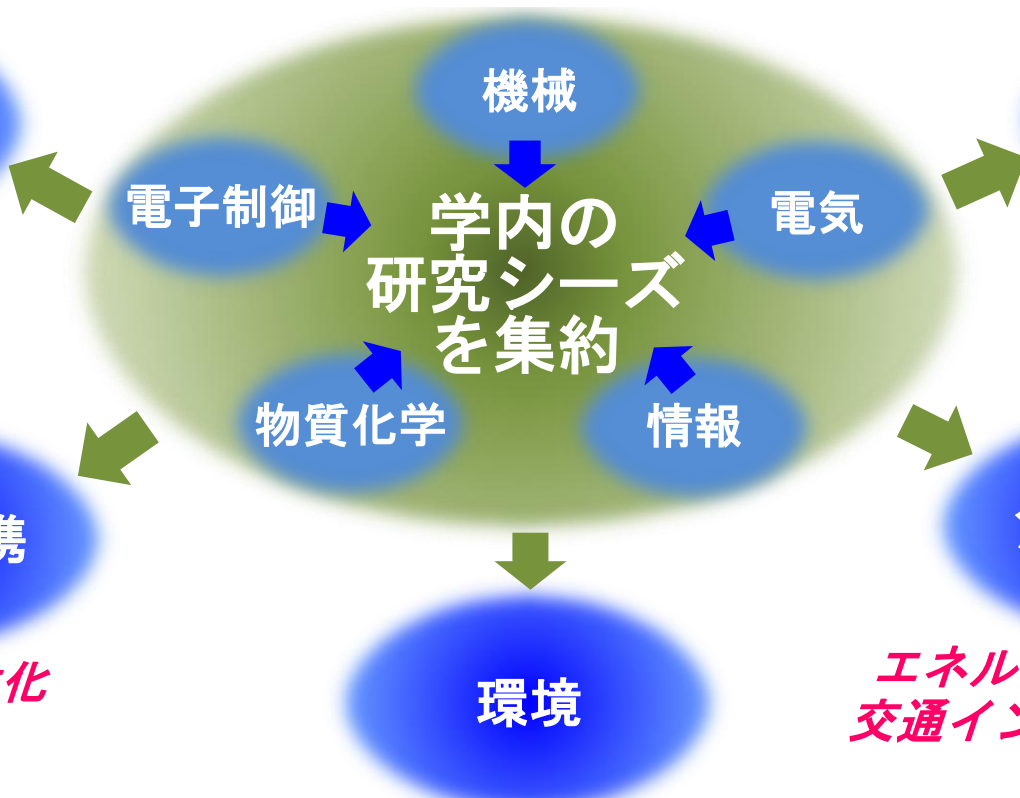 機械
電子制御
電気
学内の
研究シーズ
を集約
物質化学
情報
携
環境
化
エネル
交通イン